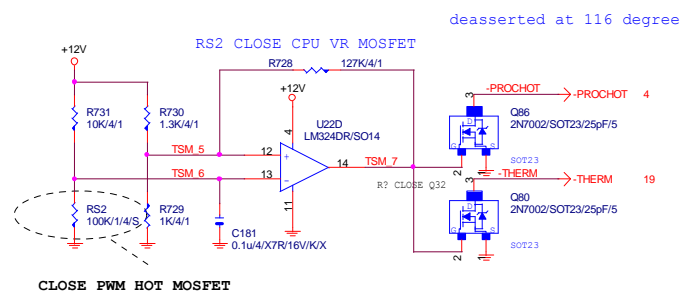 deasserted at 116 degree
RS2 CLOSE CPU VR MOSFET
+12V
R728 127K/4/1
+12V
R731
10K/4/1
R730
1.3K/4/1
U22D
LM324DR/SO14
4
TSM_5 12 +
TSM_6 13 -
14 TSM_7
11
R? CLOSE Q32
3 -PROCHOT -PROCHOT 4
D
G S
Q86
2N7002/SOT23/25pF/5
SOT23
2 1
3 -THERM -THERM 19
D
G S
Q80
2N7002/SOT23/25pF/5
SOT23
2 1
RS2
100K/1/4/S
R729
1K/4/1
C181
0.1u/4/X7R/16V/K/X
CLOSE PWM HOT MOSFET